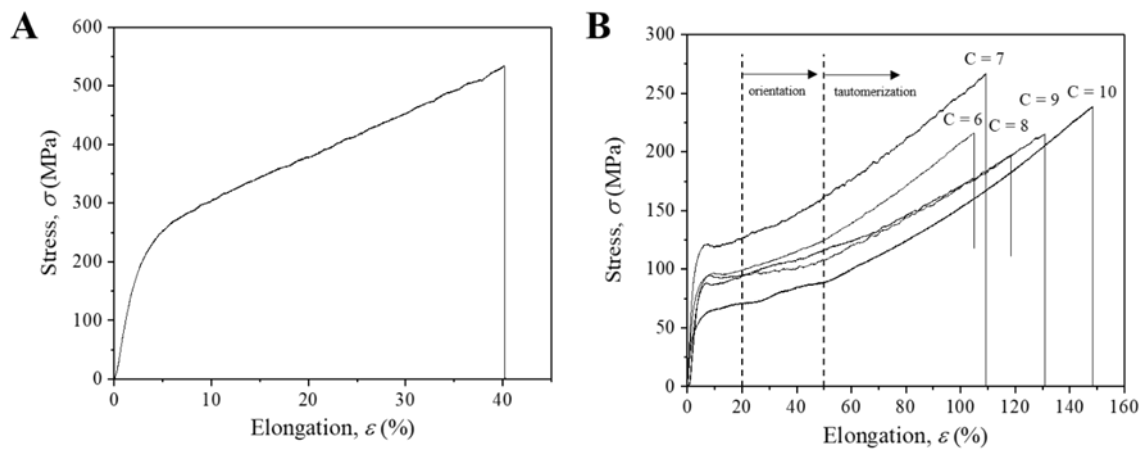 A
600
500
400
300
200
100
0
Stress, σ (MPa)
0 10 20 30 40
Elongation, ε (%)
B
300
250
200
150
100
50
0
Stress, σ (MPa)
orientation
tautomerization
C = 7
C = 6
C = 8
C = 9
C = 10
0 20 40 60 80 100 120 140 160
Elongation, ε (%)